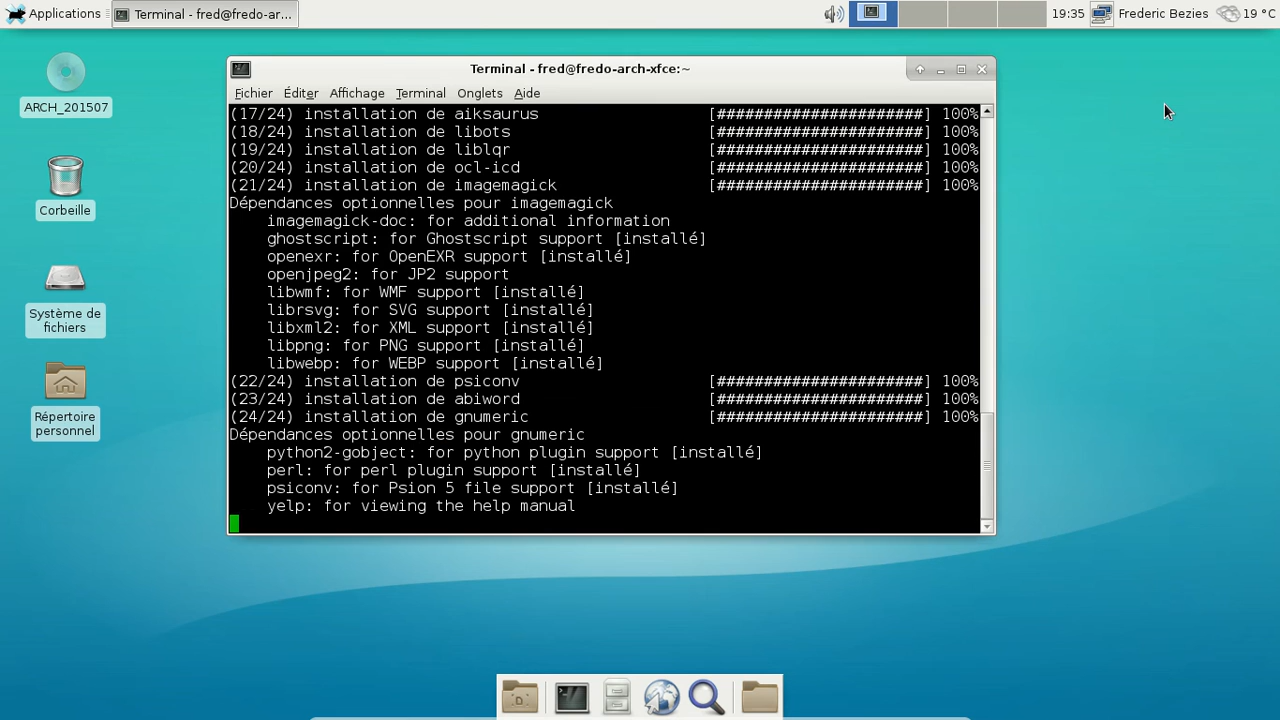 Applications
Terminal - fred@fredo-ar...
19:35
Frederic Bezies
19 °C
ARCH_201507
Corbeille
Système de
fichiers
Répertoire
personnel
Terminal - fred@fredo-arch-xfce:~
Fichier Éditer Affichage Terminal Onglets Aide
(17/24) installation de aiksaurus [######################] 100%
(18/24) installation de libots [######################] 100%
(19/24) installation de liblqr [######################] 100%
(20/24) installation de ocl-icd [######################] 100%
(21/24) installation de imagemagick [######################] 100%
Dépendances optionnelles pour imagemagick
imagemagick-doc: for additional information
ghostscript: for Ghostscript support [installé]
openexr: for OpenEXR support [installé]
openjpeg2: for JP2 support
libwmf: for WMF support [installé]
librsvg: for SVG support [installé]
libxml2: for XML support [installé]
libpng: for PNG support [installé]
libwebp: for WEBP support [installé]
(22/24) installation de psiconv [######################] 100%
(23/24) installation de abiword [######################] 100%
(24/24) installation de gnumeric [######################] 100%
Dépendances optionnelles pour gnumeric
python2-gobject: for python plugin support [installé]
perl: for perl plugin support [installé]
psiconv: for Psion 5 file support [installé]
yelp: for viewing the help manual